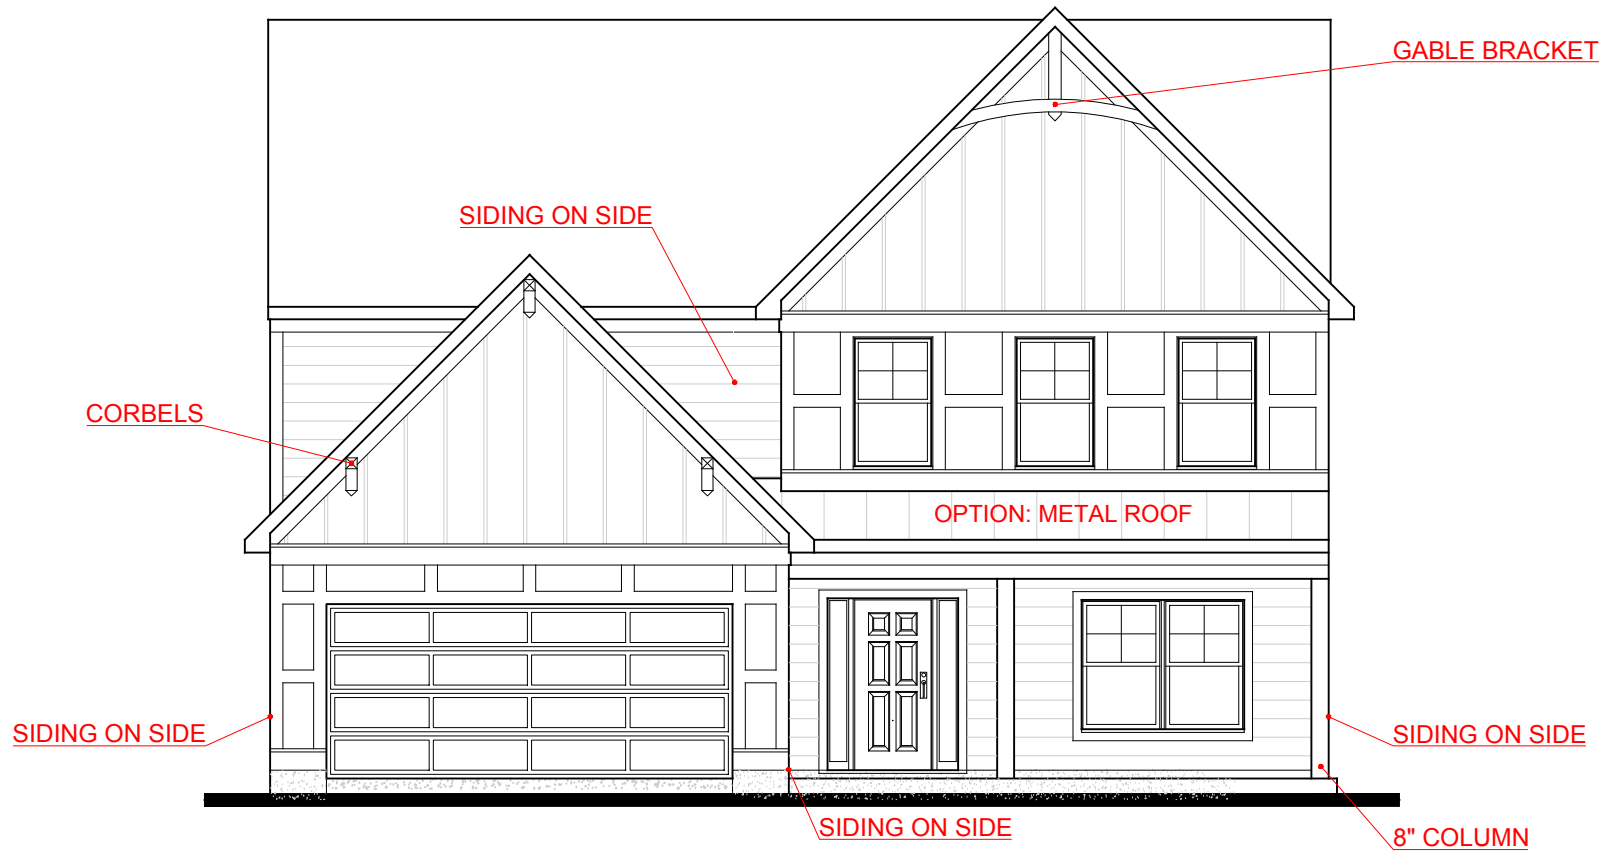 GABLE BRACKET
SIDING ON SIDE
CORBELS
OPTION: METAL ROOF
SIDING ON SIDE
SIDING ON SIDE
SIDING ON SIDE
8" COLUMN